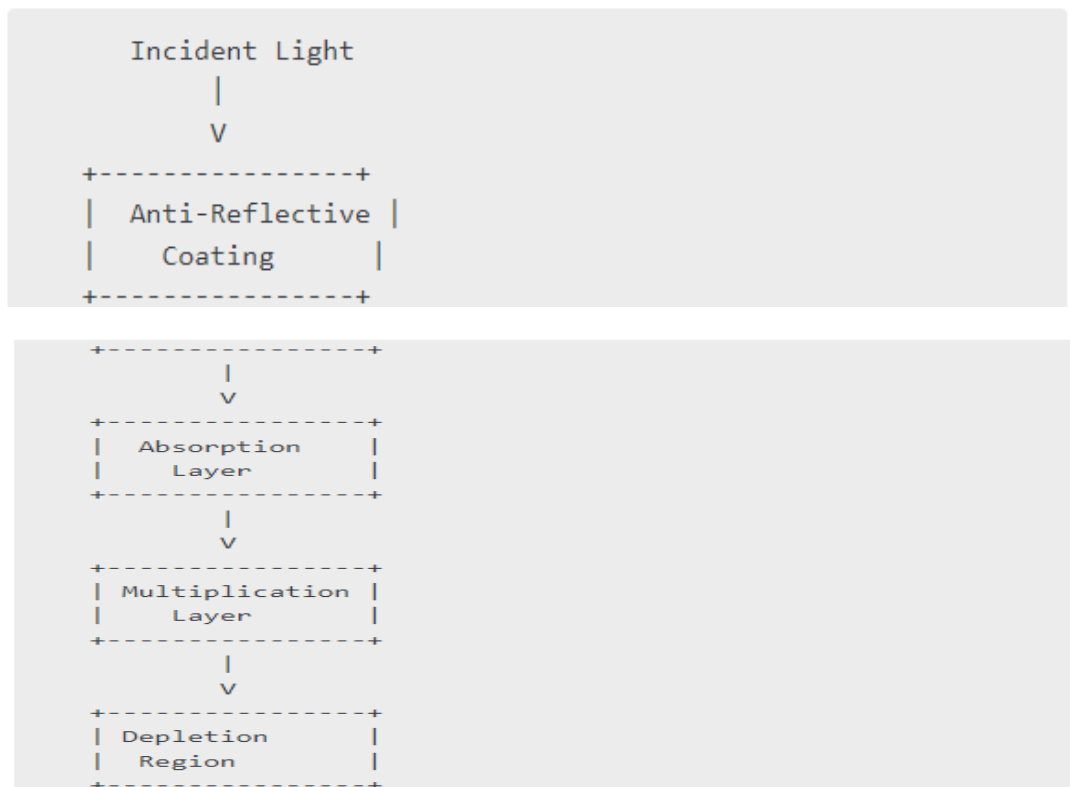 Incident Light
|
V
+----------------+
|  Anti-Reflective |
|    Coating      |
+----------------+
+----------------+
|
V
+----------------+
|  Absorption    |
|    Layer       |
+----------------+
|
V
+----------------+
| Multiplication |
|    Layer       |
+----------------+
|
V
+----------------+
| Depletion      |
|  Region        |
+----------------+